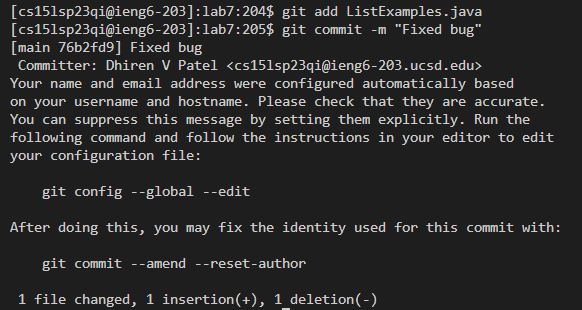 [cs15lsp23qi@ieng6-203]:lab7:204$ git add ListExamples.java
[cs15lsp23qi@ieng6-203]:lab7:205$ git commit -m "Fixed bug"
[main 76b2fd9] Fixed bug
 Committer: Dhiren V Patel <cs15lsp23qi@ieng6-203.ucsd.edu>
Your name and email address were configured automatically based
on your username and hostname. Please check that they are accurate.
You can suppress this message by setting them explicitly. Run the
following command and follow the instructions in your editor to edit
your configuration file:

    git config --global --edit

After doing this, you may fix the identity used for this commit with:

    git commit --amend --reset-author

 1 file changed, 1 insertion(+), 1 deletion(-)